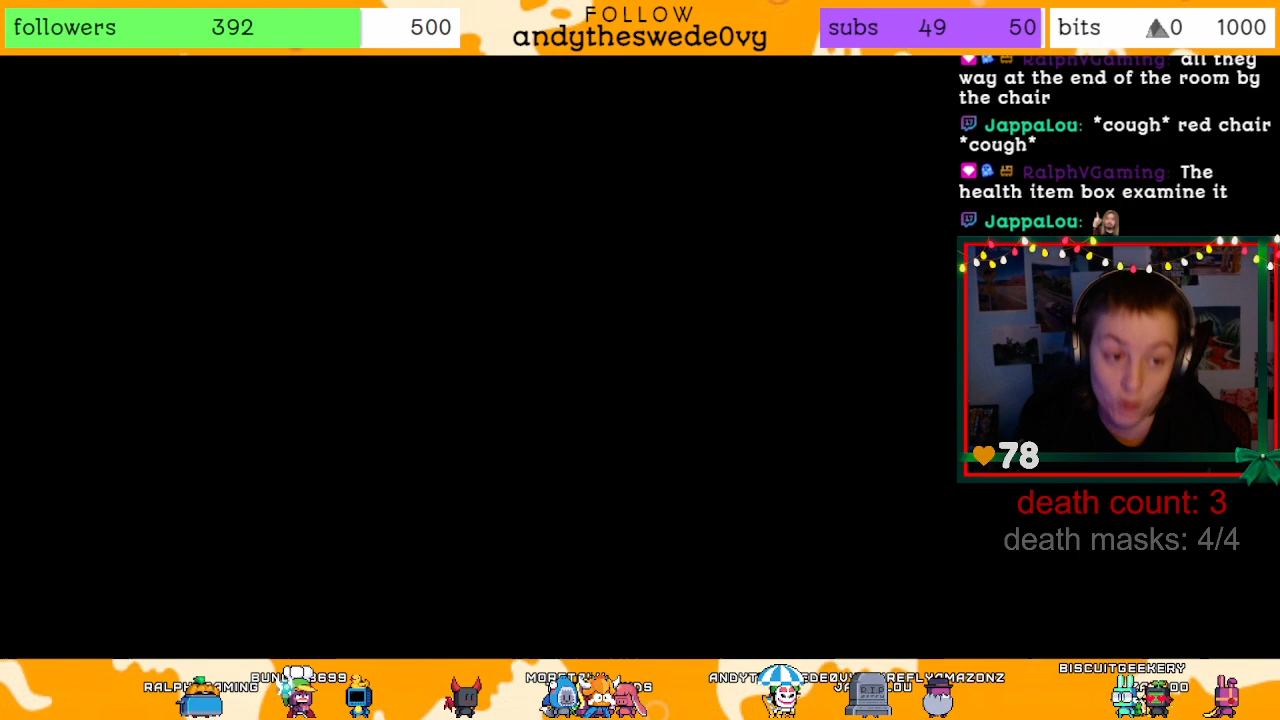 followers 392 500
FOLLOW
andytheswede0vy
subs 49 50
bits 0 1000
RalphVGaming: all they
way at the end of the room by
the chair
JappaLou: *cough* red chair
*cough*
RalphVGaming: The
health item box examine it
JappaLou:
78
death count: 3
death masks: 4/4
BISCUITGEEKERY